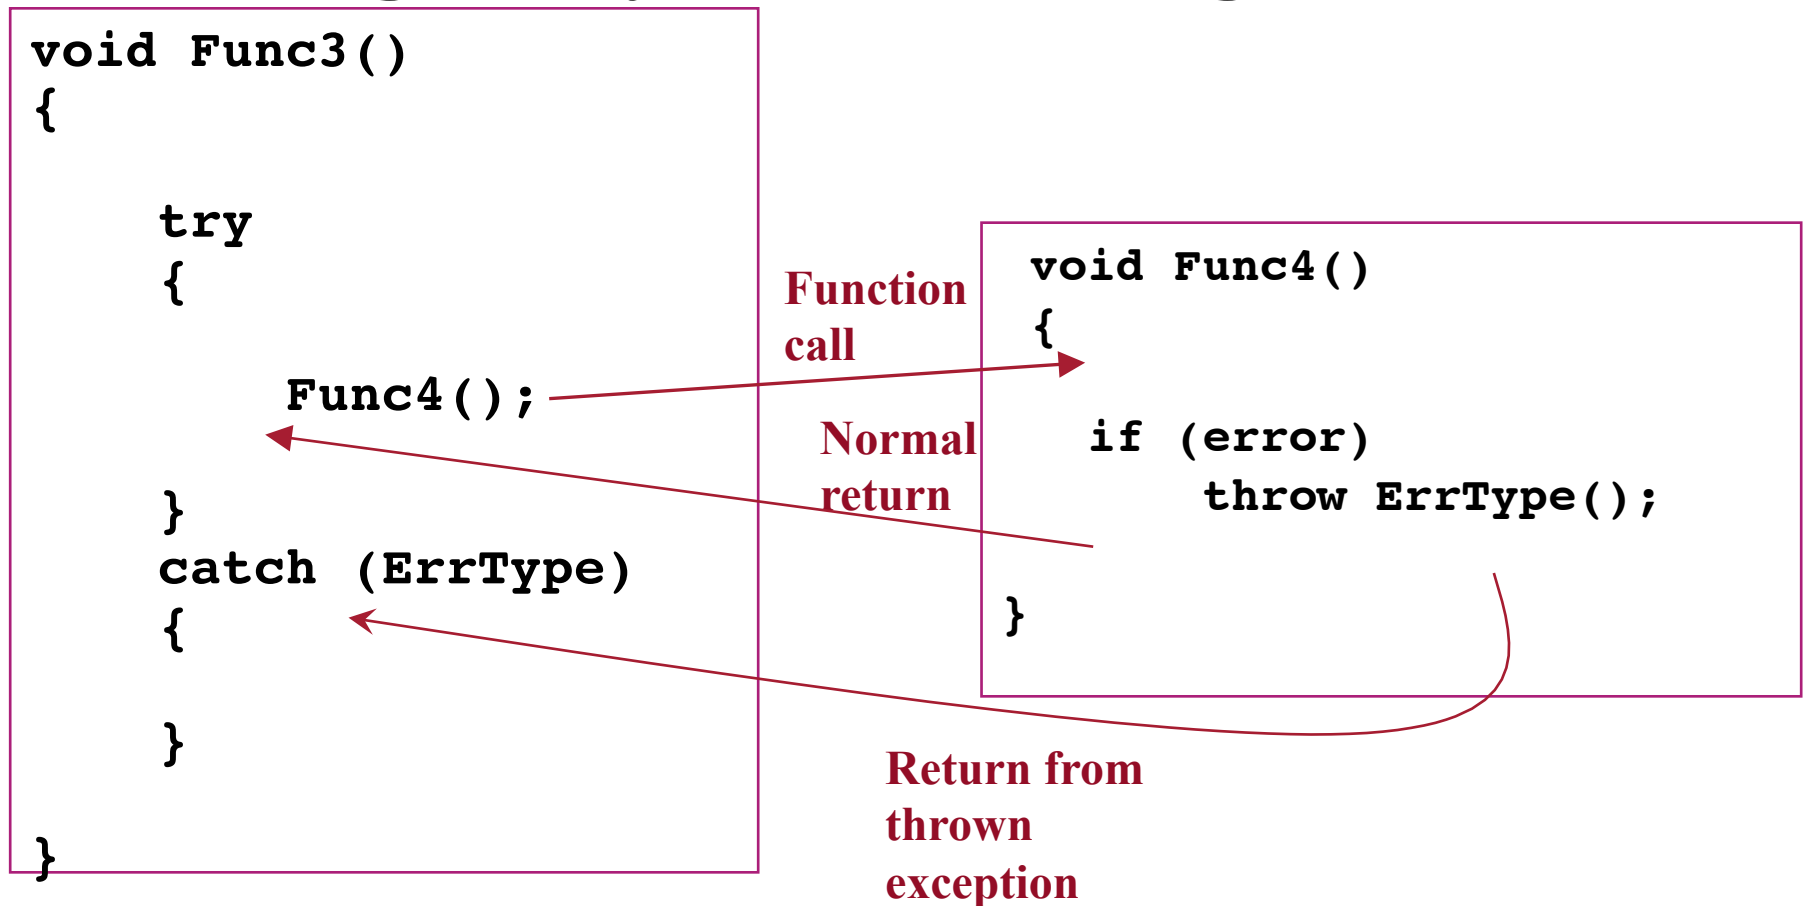 void Func3()
{
try
{
Func4();
}
catch (ErrType)
{
}
}
Function
call
Normal
return
void Func4()
{
if (error)
throw ErrType();
}
Return from
thrown
exception